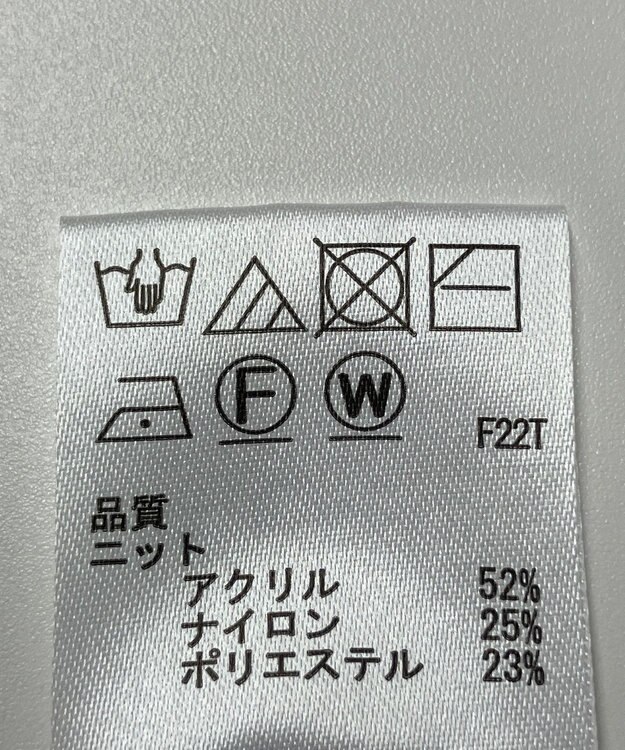 F W F22T
品質
ニット
アクリル 52%
ナイロン 25%
ポリエステル 23%